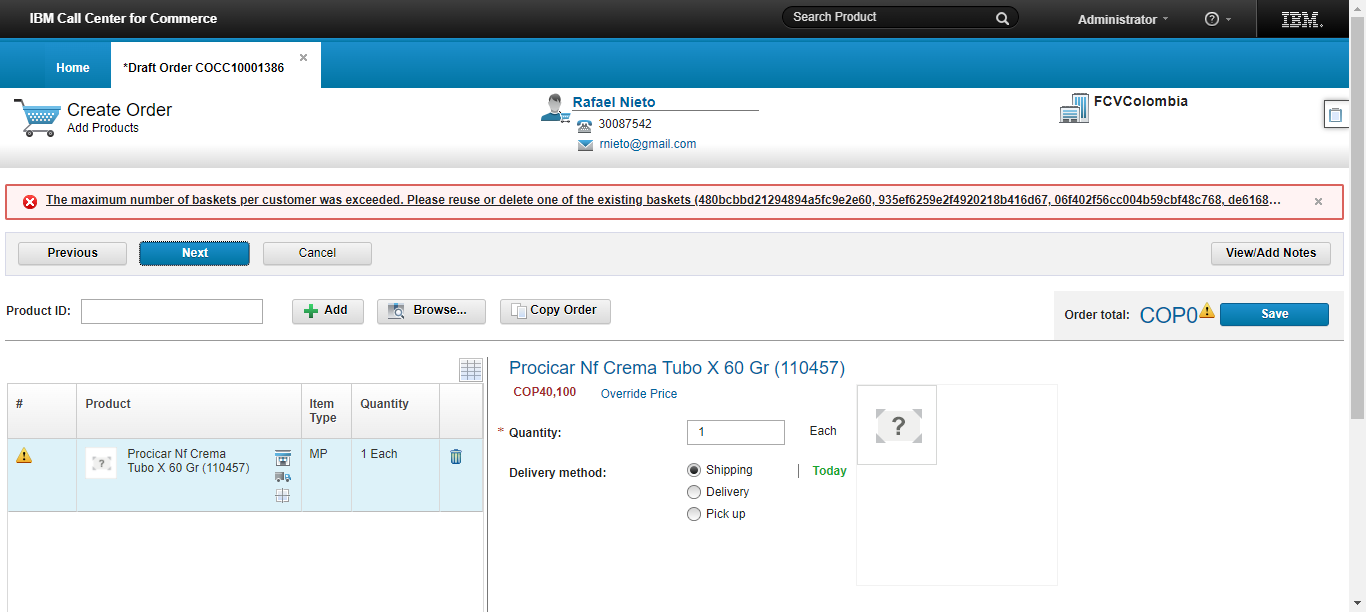 IBM Call Center for Commerce
Search Product
Administrator
?
IBM.
Home
*Draft Order COCC10001386
Create Order
Add Products
Rafael Nieto
30087542
rnieto@gmail.com
FCVColombia
The maximum number of baskets per customer was exceeded. Please reuse or delete one of the existing baskets (480bcbbd21294894a5fc9e2e60, 935ef6259e2f4920218b416d67, 06f402f56cc004b59cbf48c768, de6168...
Previous
Next
Cancel
View/Add Notes
Product ID:
Add
Browse...
Copy Order
Order total: COP0
Save
# Product Item Type Quantity
Procicar Nf Crema
Tubo X 60 Gr (110457)
MP
1 Each
Procicar Nf Crema Tubo X 60 Gr (110457)
COP40,100 Override Price
* Quantity: 1 Each
Delivery method:
Shipping | Today
Delivery
Pick up
?